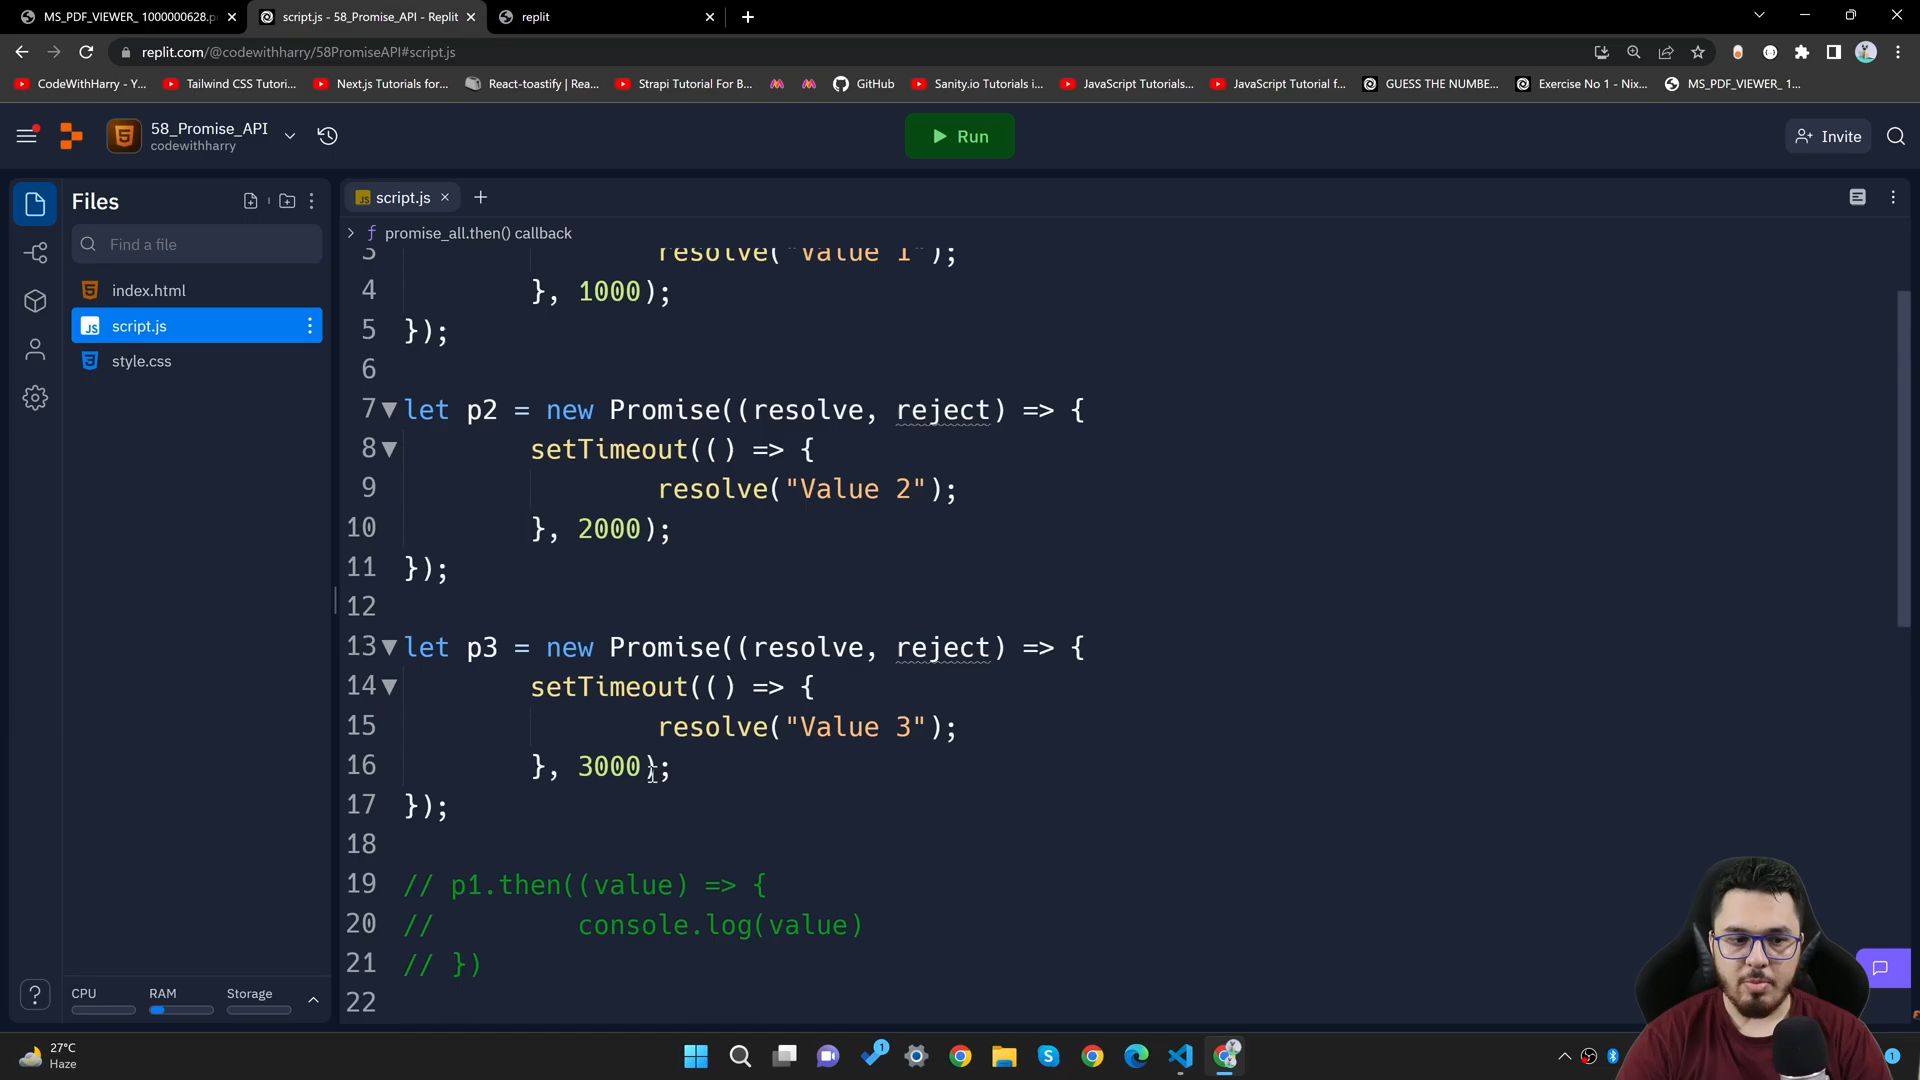 MS_PDF_VIEWER_ 1000000628.p
script.js - 58_Promise_API - Replit
replit
replit.com/@codewithharry/58PromiseAPI#script.js
CodeWithHarry - Y...
Tailwind CSS Tutori...
Next.js Tutorials for...
React-toastify | Rea...
Strapi Tutorial For B...
GitHub
Sanity.io Tutorials i...
JavaScript Tutorials...
JavaScript Tutorial f...
GUESS THE NUMBE...
Exercise No 1 - Nix...
MS_PDF_VIEWER_ 1...
58_Promise_API
codewithharry
Run
Invite
Files
script.js
Find a file
promise_all.then() callback
index.html
script.js
style.css
3 resolve("Value 1");
4 }, 1000);
5 });
6
7 let p2 = new Promise((resolve, reject) => {
8 setTimeout(() => {
9 resolve("Value 2");
10 }, 2000);
11 });
12
13 let p3 = new Promise((resolve, reject) => {
14 setTimeout(() => {
15 resolve("Value 3");
16 }, 3000);
17 });
18
19 // p1.then((value) => {
20 // console.log(value)
21 // })
22
CPU RAM Storage
27°C
Haze
1
1